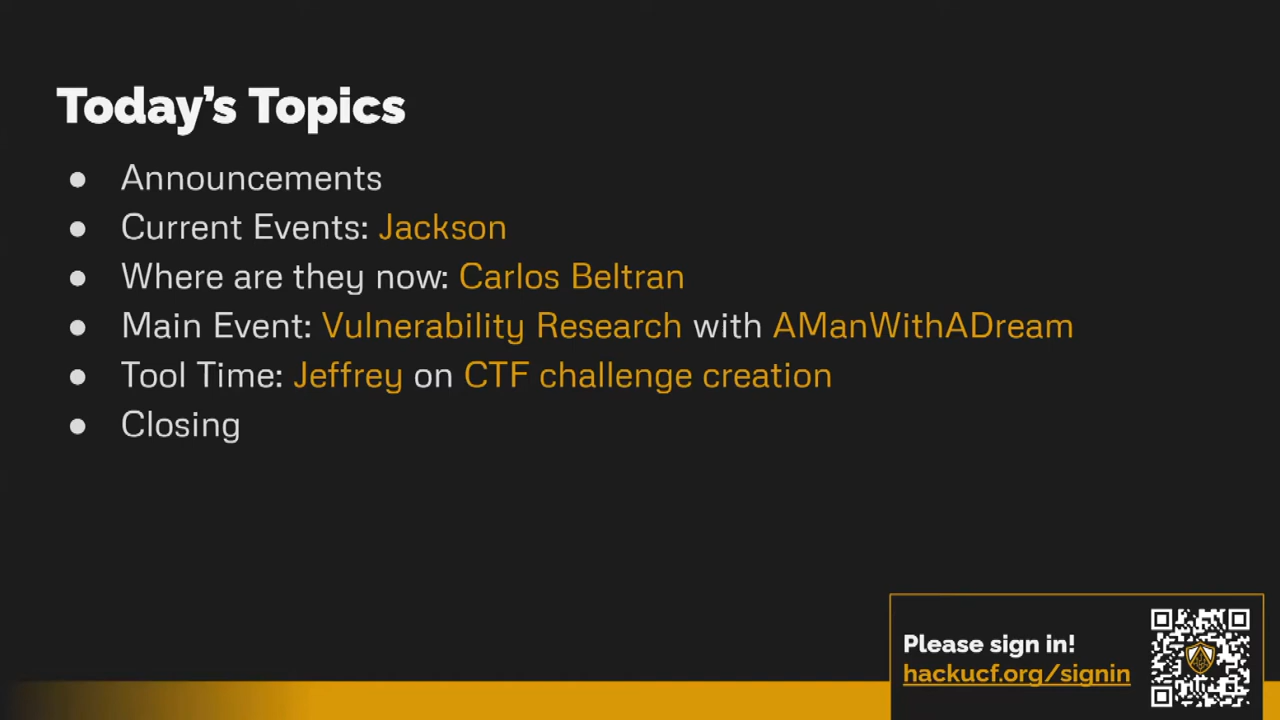 Today’s Topics
● Announcements
● Current Events: Jackson
● Where are they now: Carlos Beltran
● Main Event: Vulnerability Research with AManWithADream
● Tool Time: Jeffrey on CTF challenge creation
● Closing
Please sign in!
hackucf.org/signin